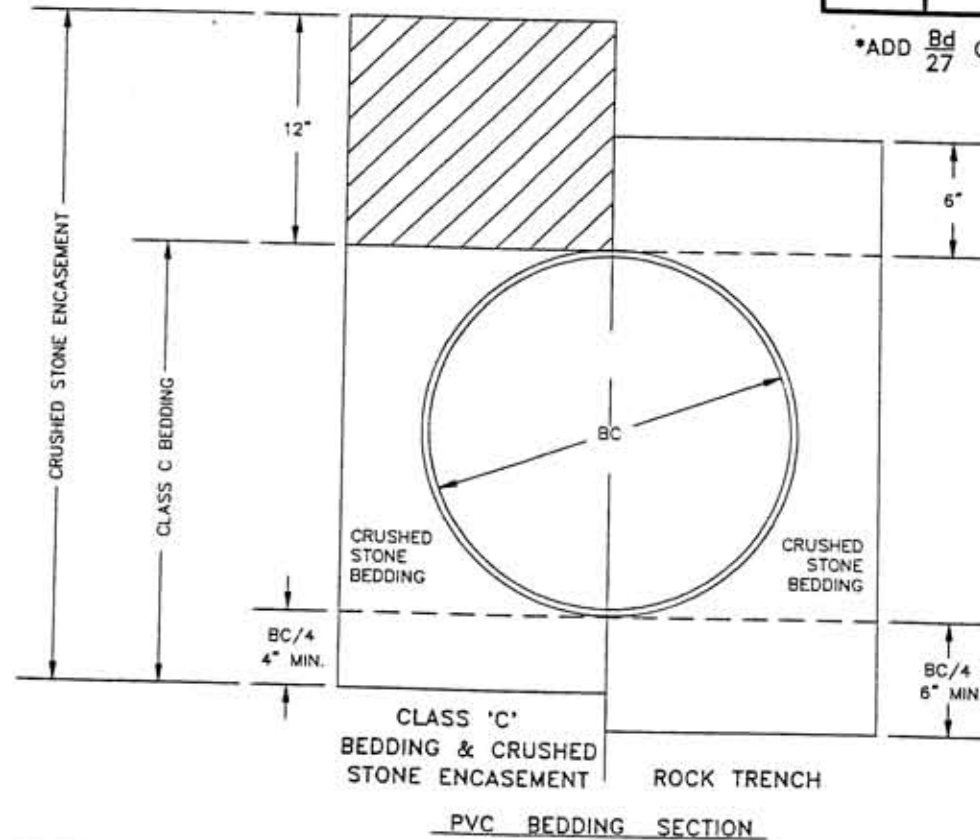 *ADD Bd/27
12"
6"
CRUSHED STONE ENCASEMENT
CLASS C BEDDING
BC
CRUSHED
STONE
BEDDING
CRUSHED
STONE
BEDDING
BC/4
4" MIN.
BC/4
6" MIN
CLASS 'C'
BEDDING & CRUSHED
STONE ENCASEMENT
ROCK TRENCH
PVC BEDDING SECTION